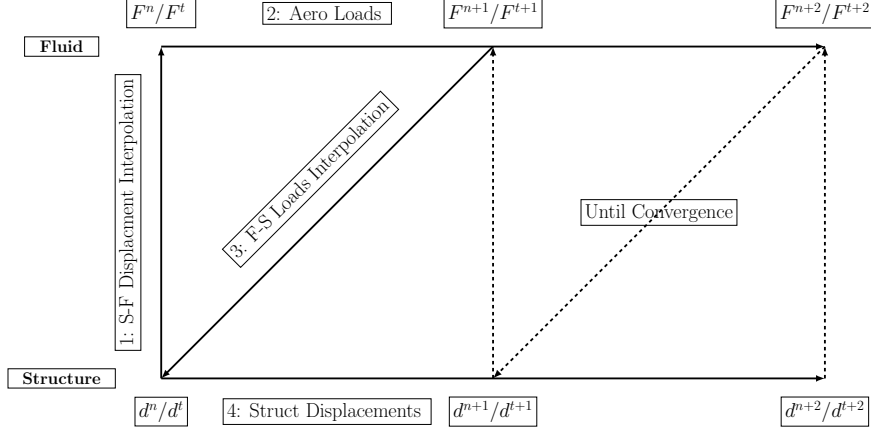 F^n/F^t
2: Aero Loads
F^{n+1}/F^{t+1}
F^{n+2}/F^{t+2}
Fluid
1: S-F Displacment Interpolation
3: F-S Loads Interpolation
Until Convergence
Structure
d^n/d^t
4: Struct Displacements
d^{n+1}/d^{t+1}
d^{n+2}/d^{t+2}